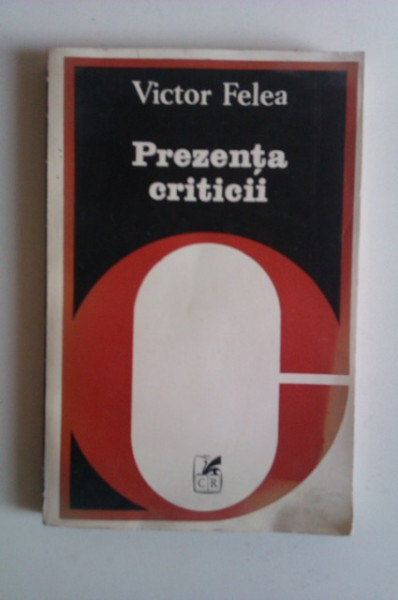 Victor Felea
Prezența
criticii
C R